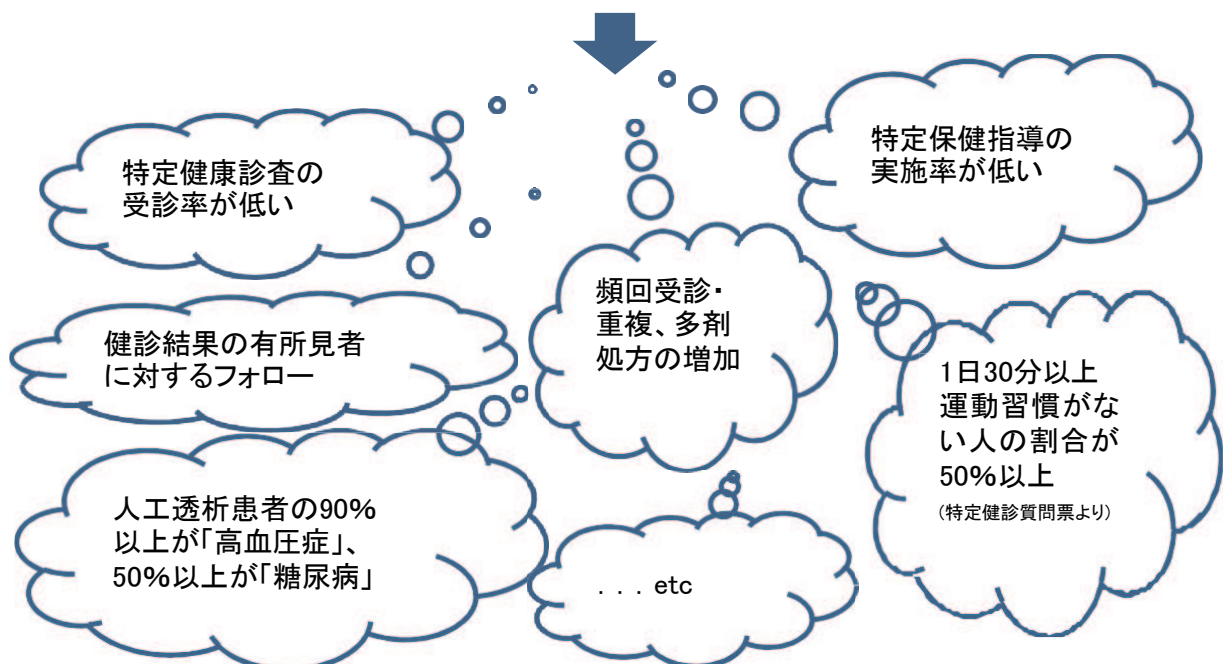 特定健康診査の
受診率が低い
特定保健指導の
実施率が低い
健診結果の有所見者
に対するフォロー
頻回受診・
重複、多剤
処方の増加
1日30分以上
運動習慣がな
い人の割合が
50%以上
(特定健診質問票より)
人工透析患者の90%
以上が「高血圧症」、
50%以上が「糖尿病」
...etc